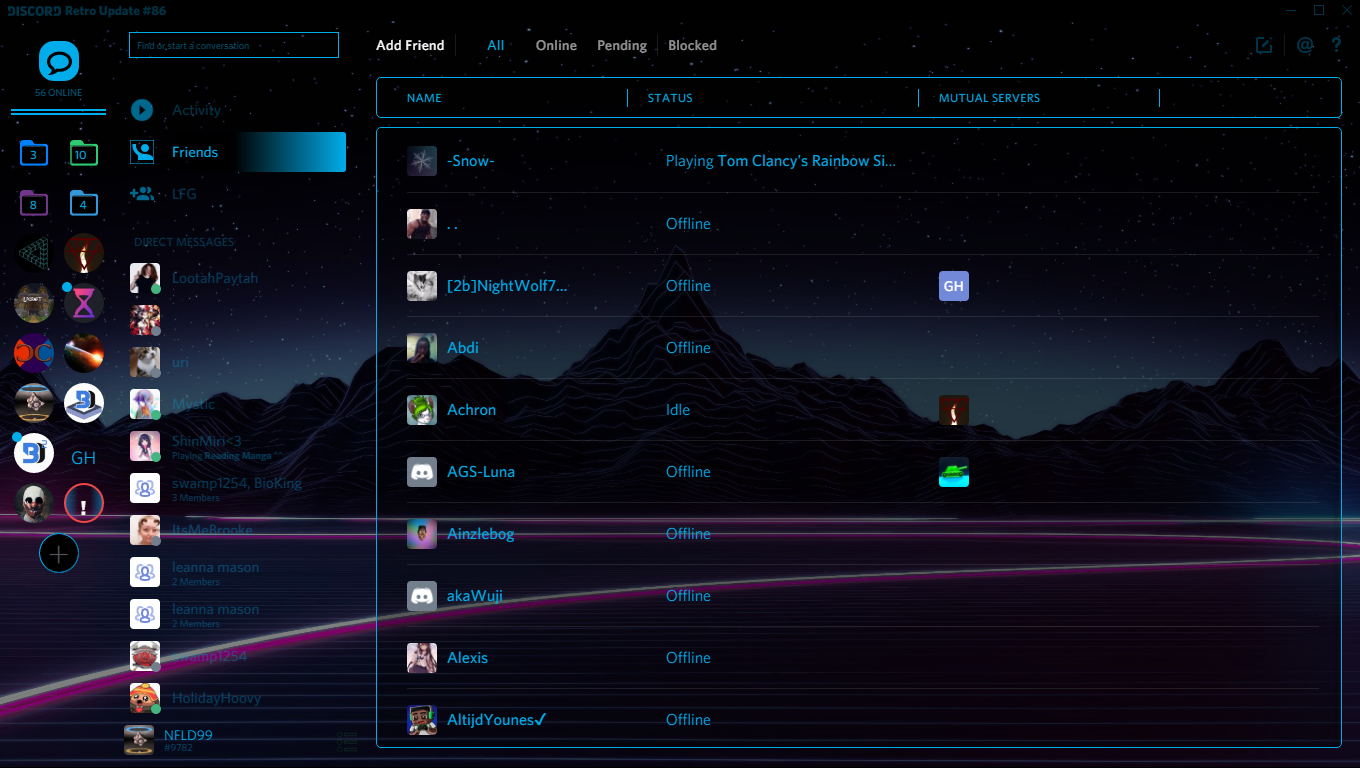 DISCORD Retro Update #86
56 ONLINE
3
10
8
4
GH
Find or start a conversation
Activity
Friends
LFG
DIRECT MESSAGES
LootahPaytah
uri
Mystic
ShinMiri<3
Playing Reading Manga ^^
swamp1254, BioKing
3 Members
ItsMeBrooke
leanna mason
2 Members
leanna mason
2 Members
swamp1254
HolidayHoovy
NFLD99
#9782
Add Friend All Online Pending Blocked
NAME STATUS MUTUAL SERVERS
-Snow- Playing Tom Clancy's Rainbow Si...
. . Offline
[2b]NightWolf7... Offline GH
Abdi Offline
Achron Idle
AGS-Luna Offline
Ainzlebog Offline
akaWuji Offline
Alexis Offline
AltijdYounes✓ Offline